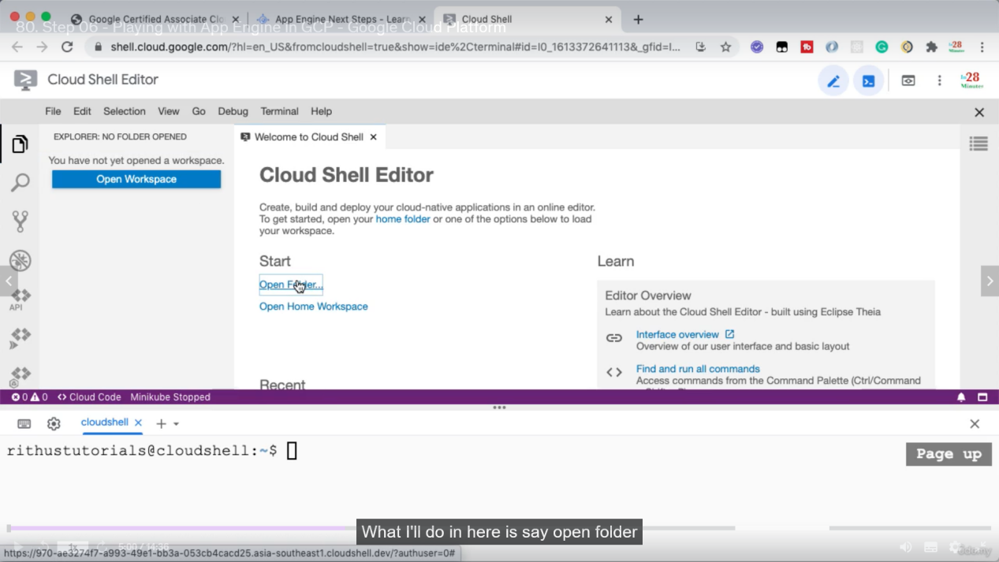 Google Certified Associate Clo
App Engine Next Steps - Learn
Cloud Shell
80. Step 06 - Playing with App Engine in GCP - Google Cloud Platform
shell.cloud.google.com/?hl=en_US&fromcloudshell=true&show=ide%2Cterminal#id=I0_1613372641113&_gfid=I...
28
Minutes
Cloud Shell Editor
in28
Minutes
File Edit Selection View Go Debug Terminal Help
EXPLORER: NO FOLDER OPENED
You have not yet opened a workspace.
Open Workspace
API
Welcome to Cloud Shell
Cloud Shell Editor
Create, build and deploy your cloud-native applications in an online editor.
To get started, open your home folder or one of the options below to load
your workspace.
Start
Open Folder...
Open Home Workspace
Recent
Learn
Editor Overview
Learn about the Cloud Shell Editor - built using Eclipse Theia
Interface overview
Overview of our user interface and basic layout
Find and run all commands
Access commands from the Command Palette (Ctrl/Command
0 0 Cloud Code Minikube Stopped
cloudshell
rithustutorials@cloudshell:~$
Page up
What I'll do in here is say open folder
1x 5:00 / 14:36
ûdemy
https://970-ae3274f7-a993-49e1-bb3a-053cb4cacd25.asia-southeast1.cloudshell.dev/?authuser=0#